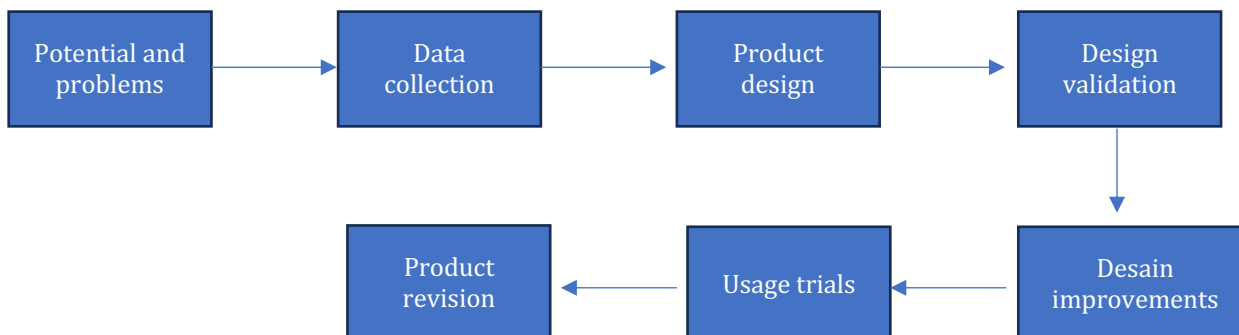 Potential and
problems
Data
collection
Product
design
Design
validation
Desain
improvements
Usage trials
Product
revision